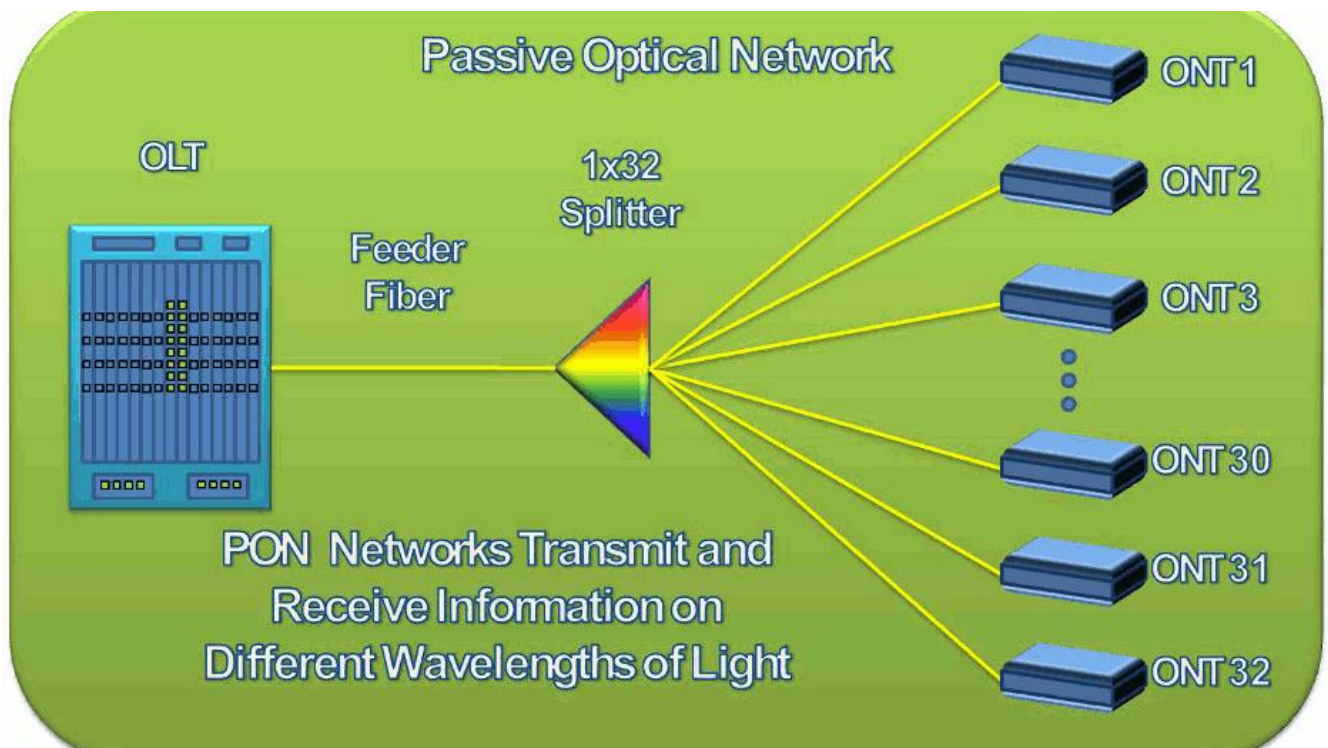 Passive Optical Network
OLT
1x32
Splitter
Feeder
Fiber
ONT 1
ONT 2
ONT 3
ONT 30
ONT 31
ONT 32
PON Networks Transmit and
Receive Information on
Different Wavelengths of Light